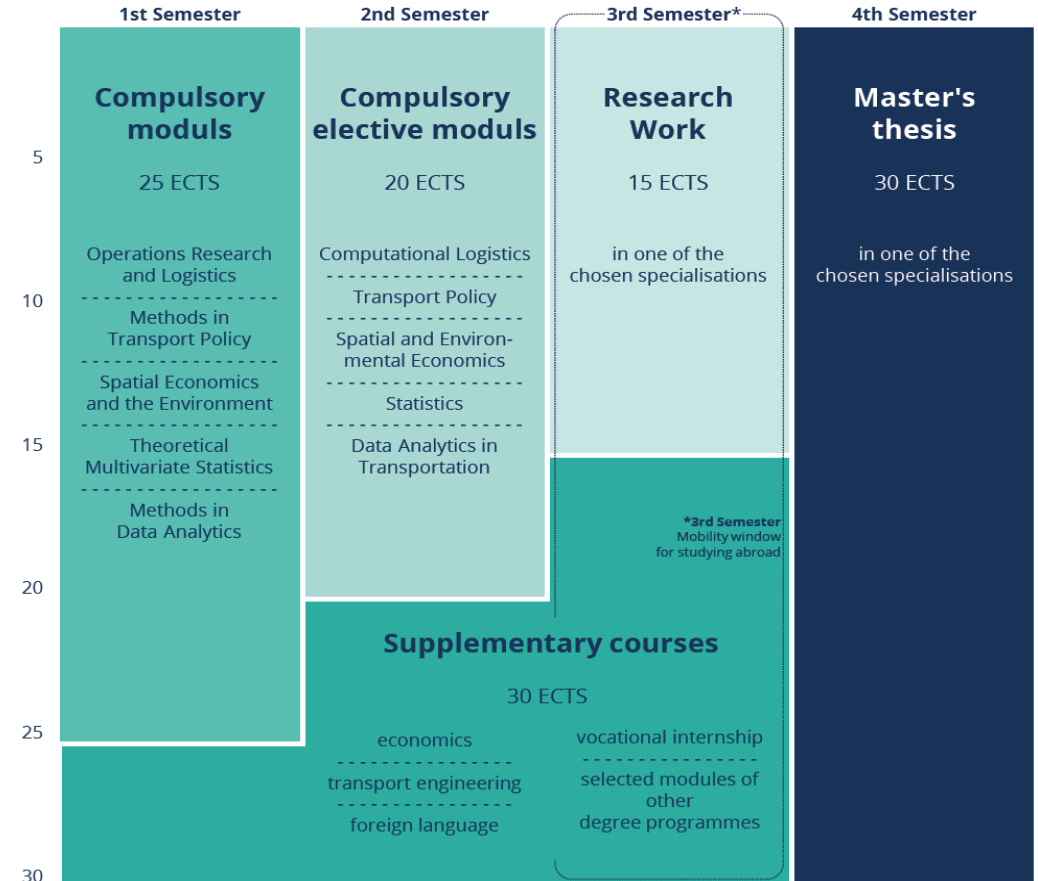 1st Semester
2nd Semester
3rd Semester*
4th Semester
5
10
15
20
25
30
Compulsory
moduls
25 ECTS
Operations Research
and Logistics
Methods in
Transport Policy
Spatial Economics
and the Environment
Theoretical
Multivariate Statistics
Methods in
Data Analytics
Compulsory
elective moduls
20 ECTS
Computational Logistics
Transport Policy
Spatial and Environ-
mental Economics
Statistics
Data Analytics in
Transportation
Research
Work
15 ECTS
in one of the
chosen specialisations
*3rd Semester
Mobility window
for studying abroad
Master's
thesis
30 ECTS
in one of the
chosen specialisations
Supplementary courses
30 ECTS
economics
transport engineering
foreign language
vocational internship
selected modules of
other
degree programmes